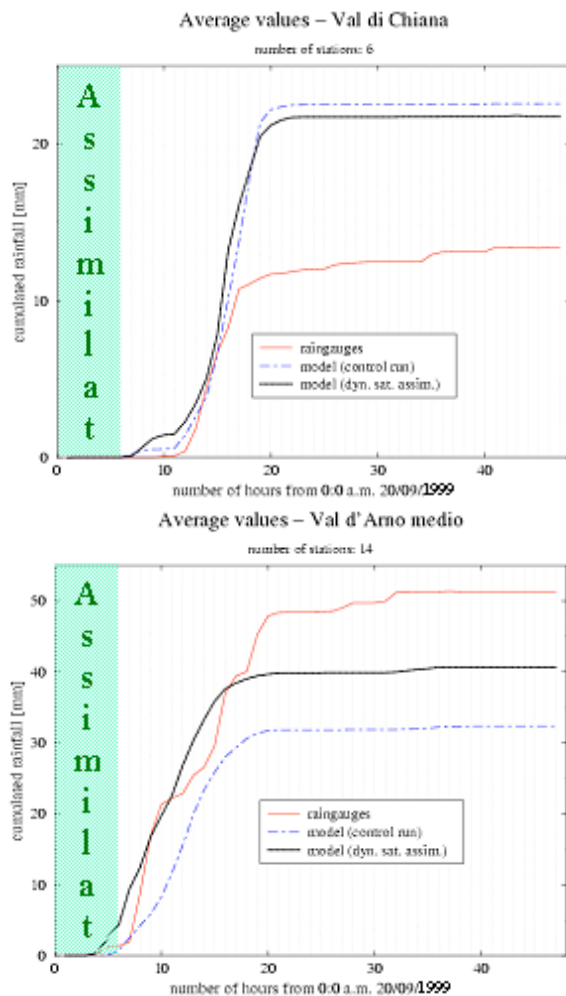 Average values – Val di Chiana
number of stations: 6
Assimilat
cumulated rainfall [mm]
20
10
0
raingauges
model (control run)
model (dyn. sat. assim.)
0 10 20 30 40
number of hours from 0:0 a.m. 20/09/1999
Average values – Val d'Arno medio
number of stations: 14
Assimilat
cumulated rainfall [mm]
50
40
30
20
10
0
raingauges
model (control run)
model (dyn. sat. assim.)
0 10 20 30 40
number of hours from 0:0 a.m. 20/09/1999